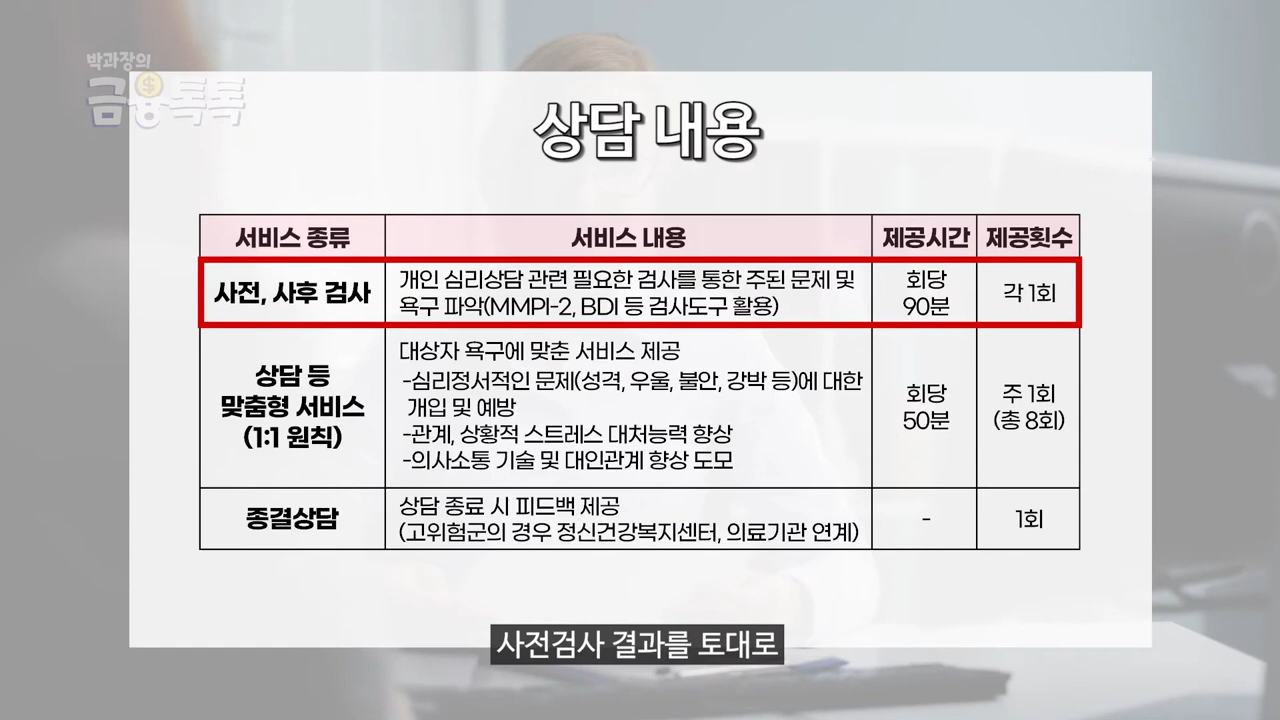 박과장의
금융톡톡
상담 내용
서비스 종류
서비스 내용
제공시간
제공횟수
사전, 사후 검사
개인 심리상담 관련 필요한 검사를 통한 주된 문제 및
욕구 파악(MMPI-2, BDI 등 검사도구 활용)
회당
90분
각 1회
상담 등
맞춤형 서비스
(1:1 원칙)
대상자 욕구에 맞춘 서비스 제공
-심리정서적인 문제(성격, 우울, 불안, 강박 등)에 대한
개입 및 예방
-관계, 상황적 스트레스 대처능력 향상
-의사소통 기술 및 대인관계 향상 도모
회당
50분
주 1회
(총 8회)
종결상담
상담 종료 시 피드백 제공
(고위험군의 경우 정신건강복지센터, 의료기관 연계)
-
1회
사전검사 결과를 토대로